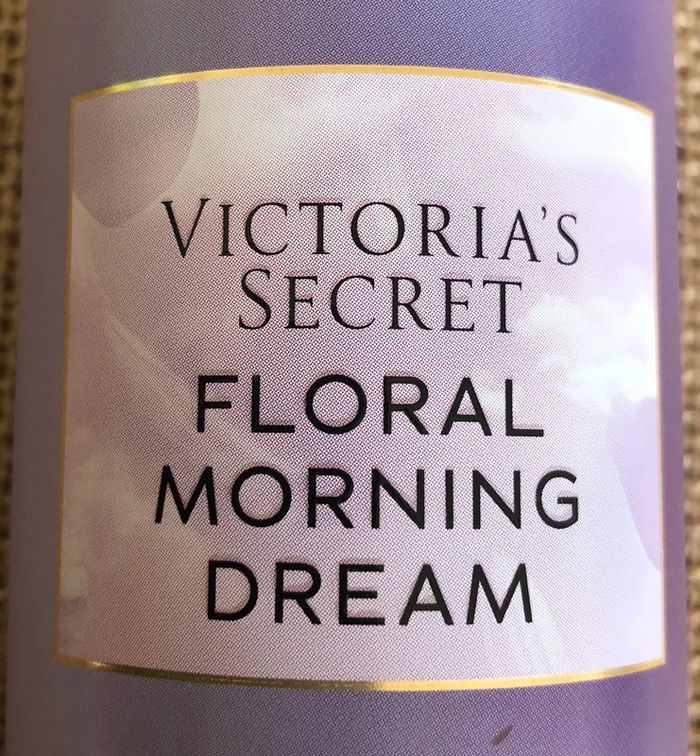 VICTORIA'S
SECRET
FLORAL
MORNING
DREAM